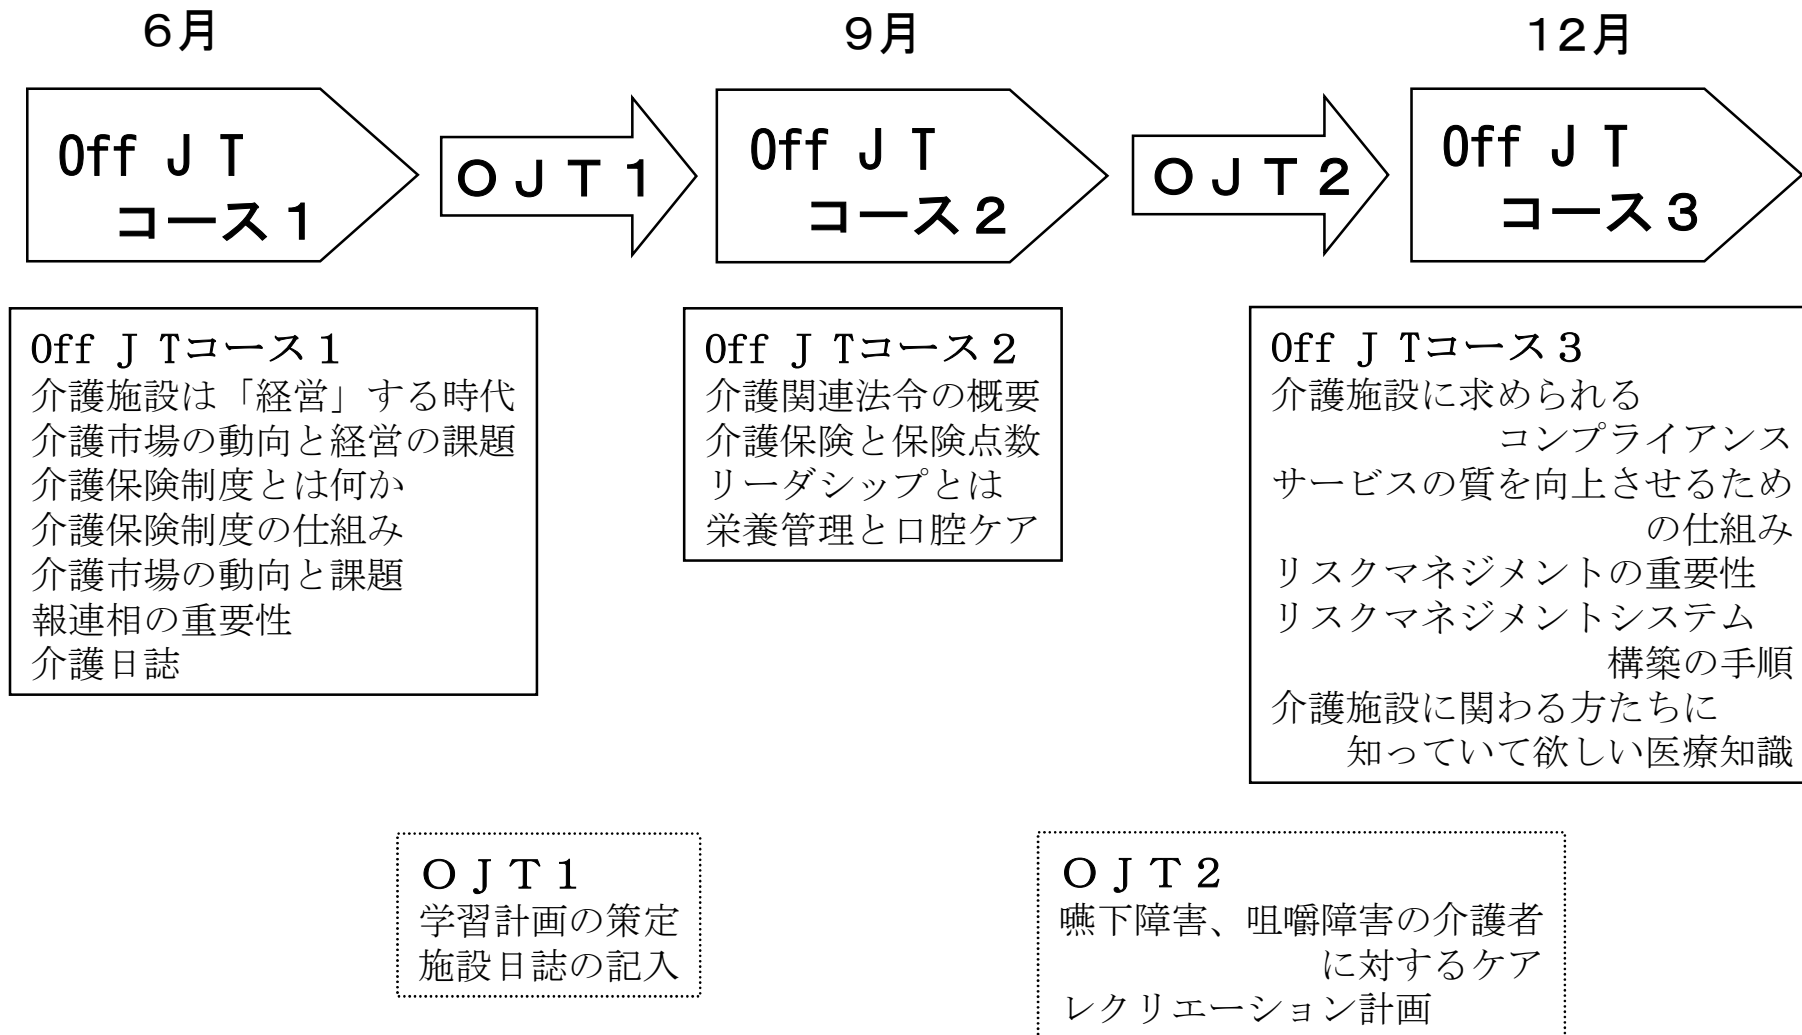 6月
9月
12月
Off J T
コース1
OJT1
Off J T
コース2
OJT2
Off J T
コース3
Off J Tコース1
介護施設は「経営」する時代
介護市場の動向と経営の課題
介護保険制度とは何か
介護保険制度の仕組み
介護市場の動向と課題
報連相の重要性
介護日誌
Off J Tコース2
介護関連法令の概要
介護保険と保険点数
リーダシップとは
栄養管理と口腔ケア
Off J Tコース3
介護施設に求められる
コンプライアンス
サービスの質を向上させるため
の仕組み
リスクマネジメントの重要性
リスクマネジメントシステム
構築の手順
介護施設に関わる方たちに
知っていて欲しい医療知識
OJT1
学習計画の策定
施設日誌の記入
OJT2
嚥下障害、咀嚼障害の介護者
に対するケア
レクリエーション計画